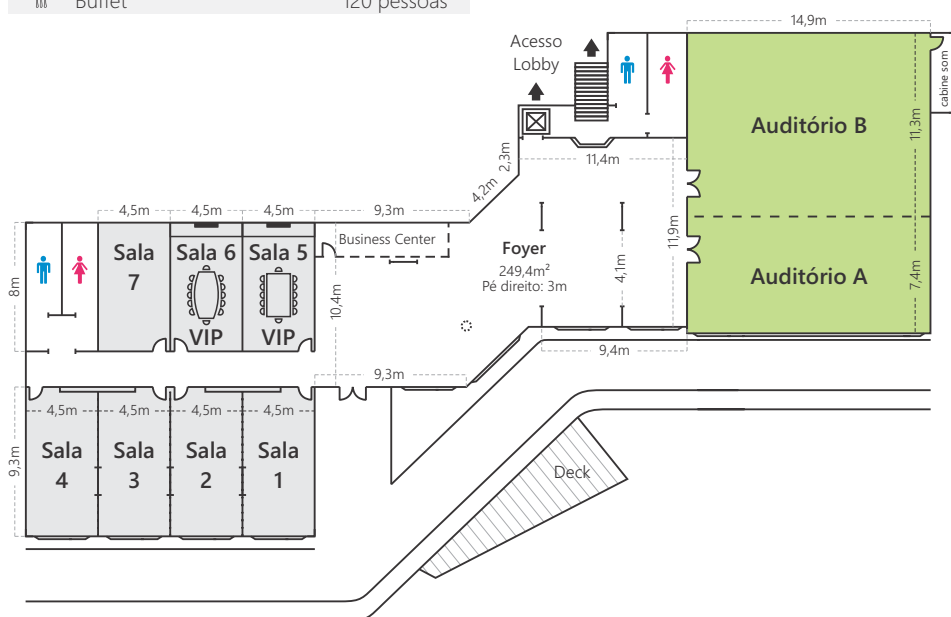 Buffet 120 pessoas
14,9m
Acesso
Lobby
cabine som
Auditório B
11,3m
2,3m
11,4m
4,2m
4,5m 4,5m 4,5m 9,3m
Business Center
Sala
7
Sala 6
VIP
Sala 5
VIP
Foyer
249,4m²
Pé direito: 3m
4,1m
11,9m
Auditório A
7,4m
8m
10,4m
9,4m
9,3m
4,5m 4,5m 4,5m 4,5m
9,3m
Sala
4
Sala
3
Sala
2
Sala
1
Deck